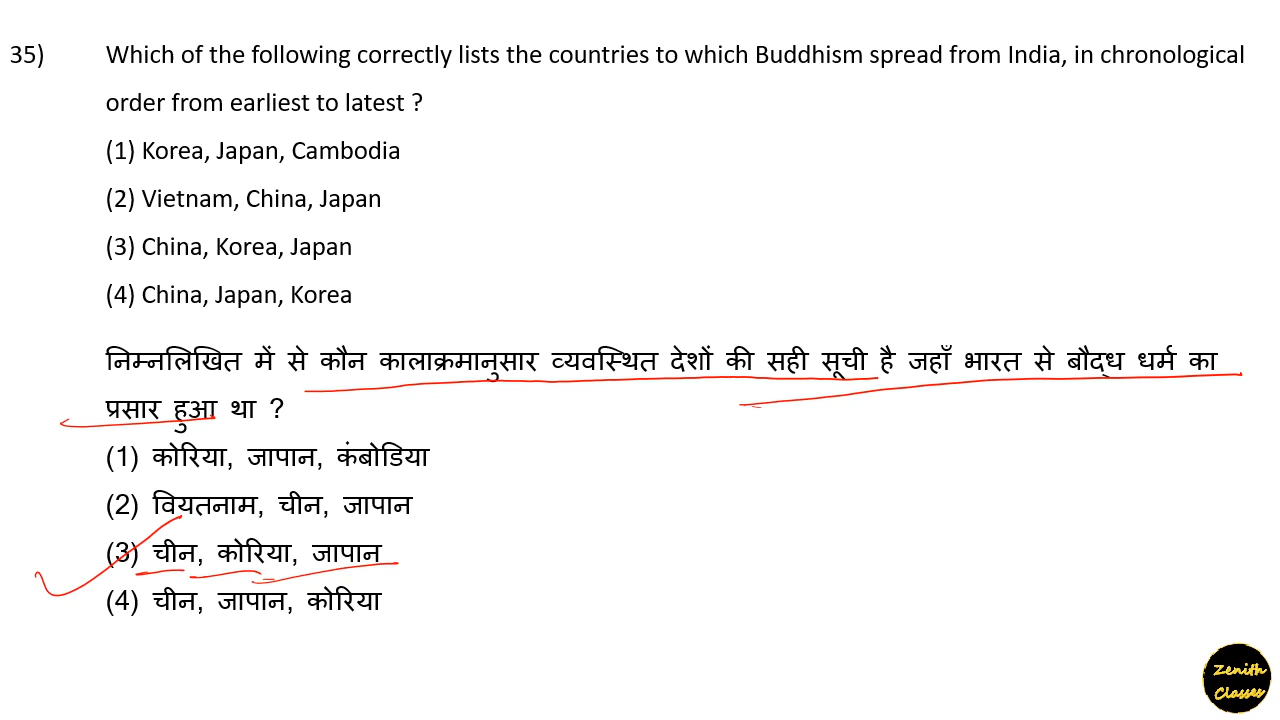 35) Which of the following correctly lists the countries to which Buddhism spread from India, in chronological
order from earliest to latest ?
(1) Korea, Japan, Cambodia
(2) Vietnam, China, Japan
(3) China, Korea, Japan
(4) China, Japan, Korea
निम्नलिखित में से कौन कालाक्रमानुसार व्यवस्थित देशों की सही सूची है जहाँ भारत से बौद्ध धर्म का
प्रसार हुआ था ?
(1) कोरिया, जापान, कंबोडिया
(2) वियतनाम, चीन, जापान
(3) चीन, कोरिया, जापान
(4) चीन, जापान, कोरिया
Zenith
Classes